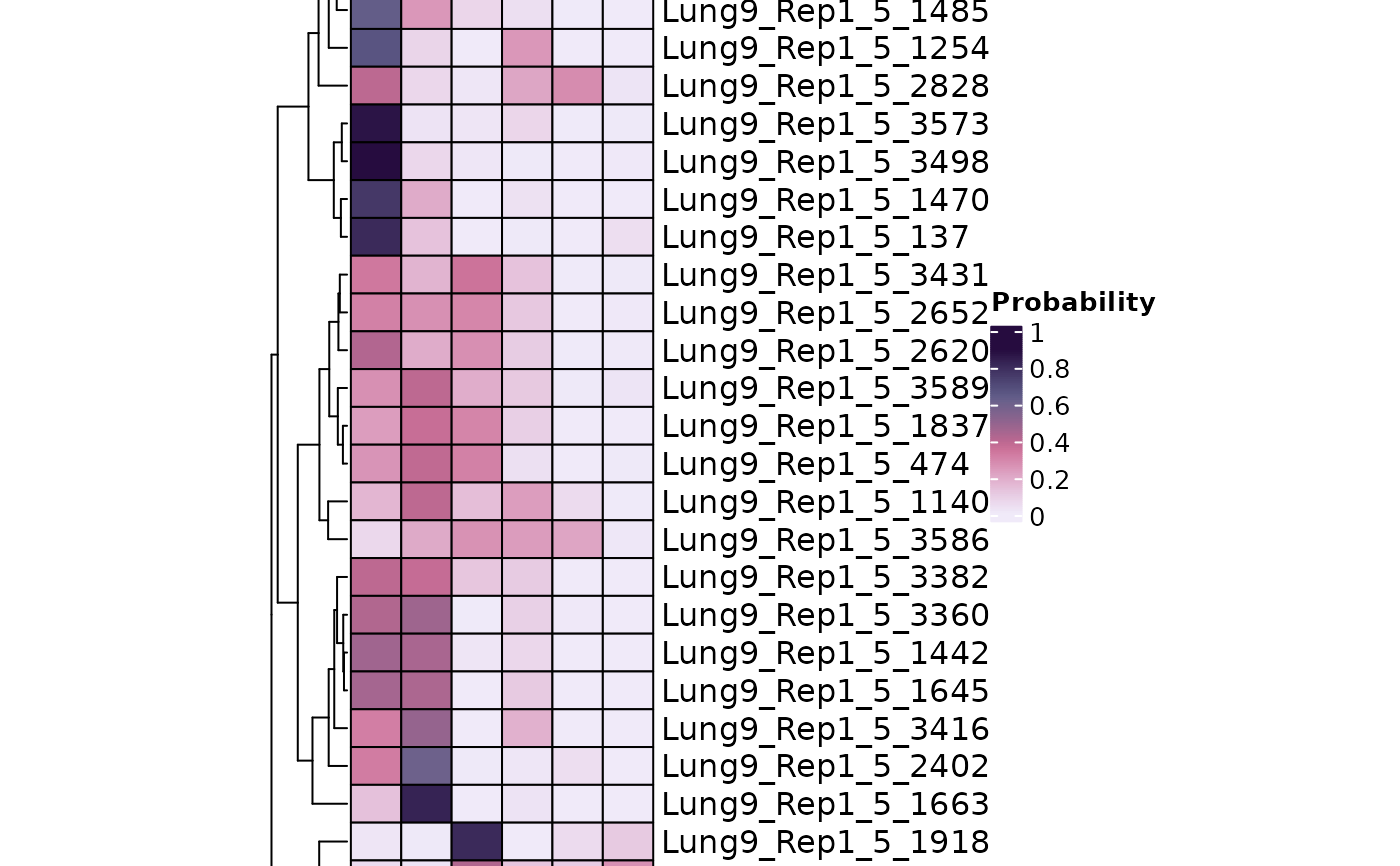 Lung9_Rep1_5_1485
Lung9_Rep1_5_1254
Lung9_Rep1_5_2828
Lung9_Rep1_5_3573
Lung9_Rep1_5_3498
Lung9_Rep1_5_1470
Lung9_Rep1_5_137
Lung9_Rep1_5_3431
Lung9_Rep1_5_2652
Lung9_Rep1_5_2620
Lung9_Rep1_5_3589
Lung9_Rep1_5_1837
Lung9_Rep1_5_474
Lung9_Rep1_5_1140
Lung9_Rep1_5_3586
Lung9_Rep1_5_3382
Lung9_Rep1_5_3360
Lung9_Rep1_5_1442
Lung9_Rep1_5_1645
Lung9_Rep1_5_3416
Lung9_Rep1_5_2402
Lung9_Rep1_5_1663
Lung9_Rep1_5_1918
Probability
1
0.8
0.6
0.4
0.2
0